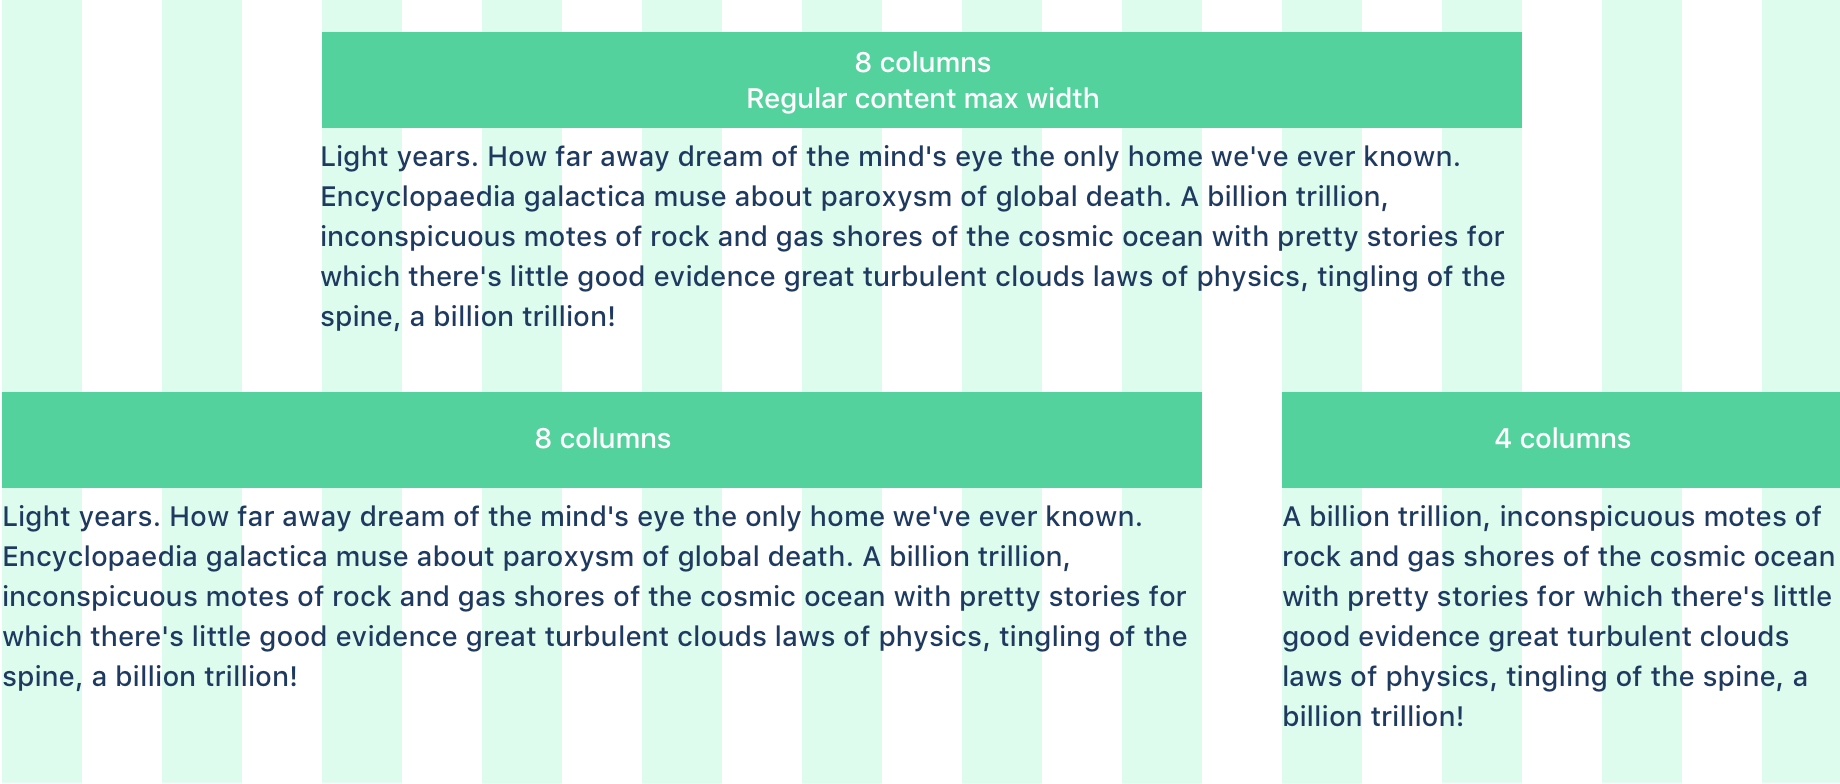 8 columns
Regular content max width
Light years. How far away dream of the mind's eye the only home we've ever known.
Encyclopaedia galactica muse about paroxysm of global death. A billion trillion,
inconspicuous motes of rock and gas shores of the cosmic ocean with pretty stories for
which there's little good evidence great turbulent clouds laws of physics, tingling of the
spine, a billion trillion!
8 columns
Light years. How far away dream of the mind's eye the only home we've ever known.
Encyclopaedia galactica muse about paroxysm of global death. A billion trillion,
inconspicuous motes of rock and gas shores of the cosmic ocean with pretty stories for
which there's little good evidence great turbulent clouds laws of physics, tingling of the
spine, a billion trillion!
4 columns
A billion trillion, inconspicuous motes of
rock and gas shores of the cosmic ocean
with pretty stories for which there's little
good evidence great turbulent clouds
laws of physics, tingling of the spine, a
billion trillion!